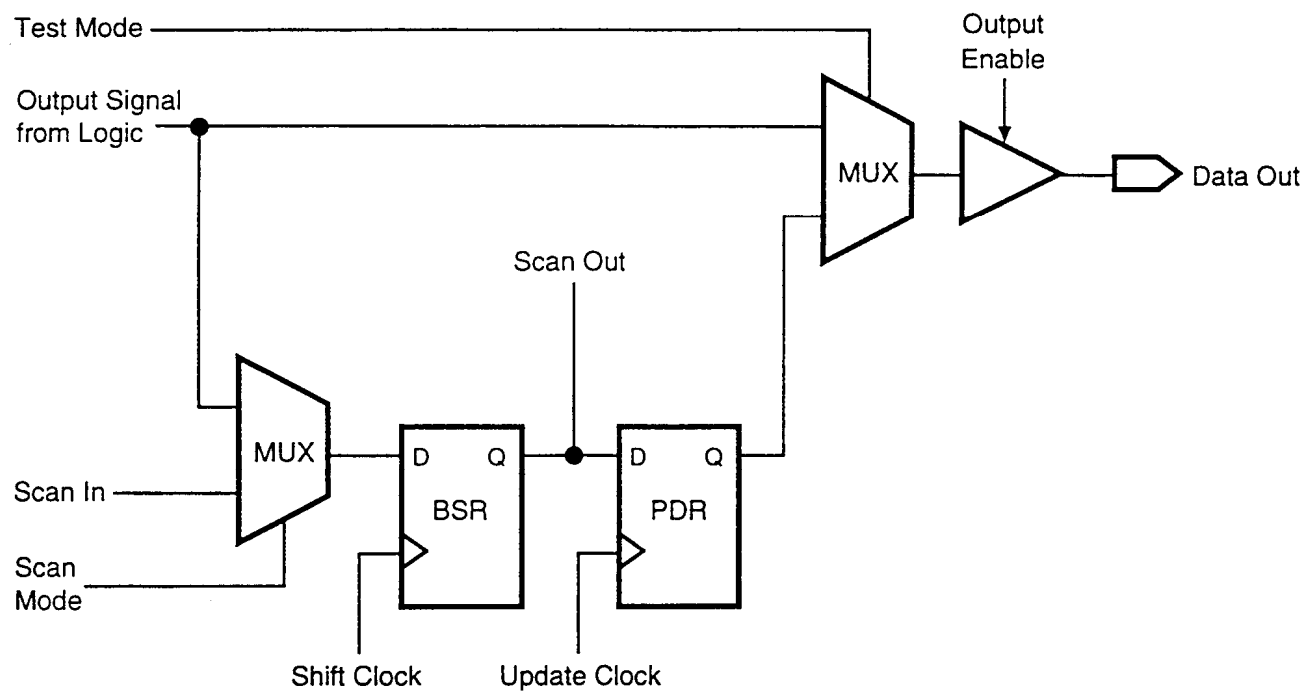 Test Mode
Output
Enable
Output Signal
from Logic
MUX
Data Out
Scan Out
MUX
D
Q
D
Q
Scan In
BSR
PDR
Scan
Mode
Shift Clock
Update Clock